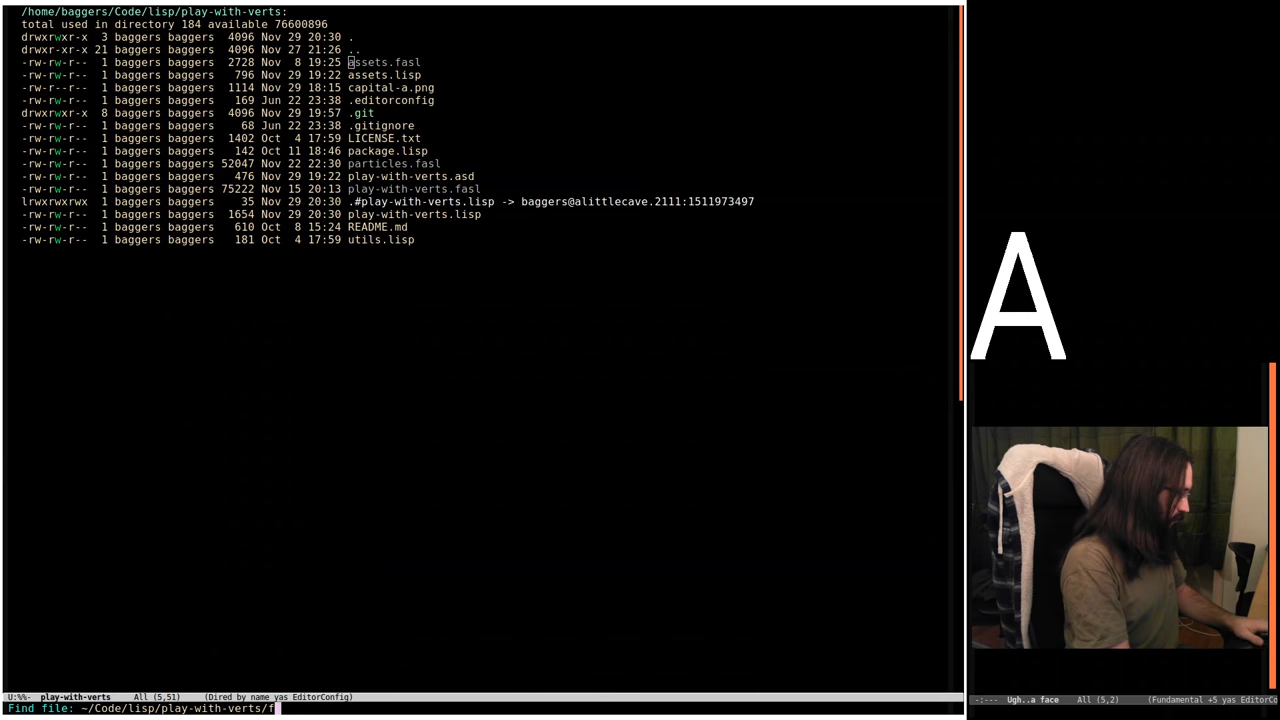 /home/baggers/Code/lisp/play-with-verts:
total used in directory 184 available 76600896
drwxrwxr-x  3 baggers baggers  4096 Nov 29 20:30 .
drwxr-xr-x 21 baggers baggers  4096 Nov 27 21:26 ..
-rw-rw-r--  1 baggers baggers  2728 Nov  8 19:25 assets.fasl
-rw-rw-r--  1 baggers baggers   796 Nov 29 19:22 assets.lisp
-rw-r--r--  1 baggers baggers  1114 Nov 29 18:15 capital-a.png
-rw-rw-r--  1 baggers baggers   169 Jun 22 23:38 .editorconfig
drwxrwxr-x  8 baggers baggers  4096 Nov 29 19:57 .git
-rw-rw-r--  1 baggers baggers    68 Jun 22 23:38 .gitignore
-rw-rw-r--  1 baggers baggers  1402 Oct  4 17:59 LICENSE.txt
-rw-rw-r--  1 baggers baggers   142 Oct 11 18:46 package.lisp
-rw-rw-r--  1 baggers baggers 52047 Nov 22 22:30 particles.fasl
-rw-rw-r--  1 baggers baggers   476 Nov 29 19:22 play-with-verts.asd
-rw-rw-r--  1 baggers baggers 75222 Nov 15 20:13 play-with-verts.fasl
lrwxrwxrwx  1 baggers baggers    35 Nov 29 20:30 .#play-with-verts.lisp -> baggers@alittlecave.2111:1511973497
-rw-rw-r--  1 baggers baggers  1654 Nov 29 20:30 play-with-verts.lisp
-rw-rw-r--  1 baggers baggers   610 Oct  8 15:24 README.md
-rw-rw-r--  1 baggers baggers   181 Oct  4 17:59 utils.lisp
U:%%-  play-with-verts    All (5,51)    (Dired by name yas EditorConfig)
Find file: ~/Code/lisp/play-with-verts/f
A
-:---  Ugh..a face    All (5,2)    (Fundamental +5 yas EditorCo